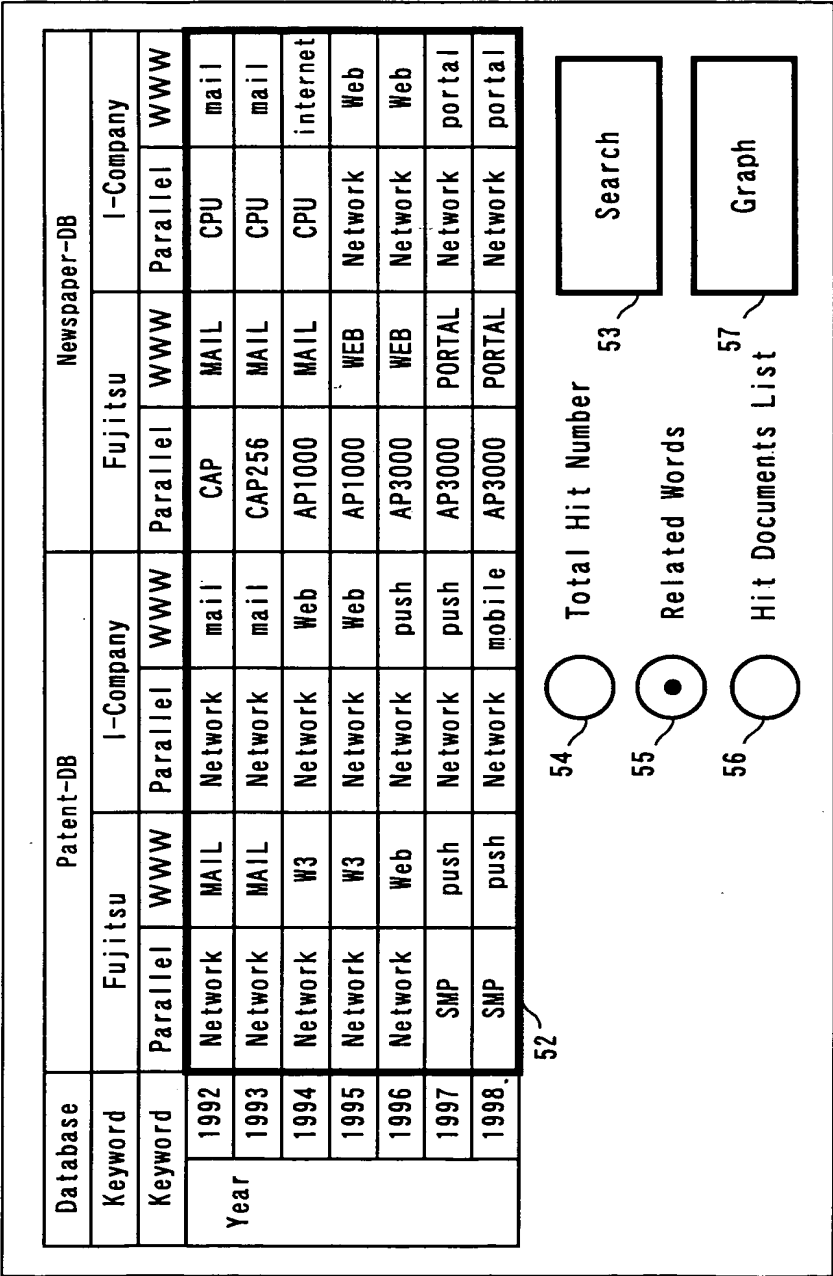 Database Patent-DB Newspaper-DB
Keyword Fujitsu I-Company Fujitsu I-Company
Keyword Parallel WWW Parallel WWW Parallel WWW Parallel WWW
Year
1992 Network MAIL Network mail CAP MAIL CPU mail
1993 Network MAIL Network mail CAP256 MAIL CPU mail
1994 Network W3 Network Web AP1000 MAIL CPU internet
1995 Network W3 Network Web AP1000 WEB Network Web
1996 Network Web Network push AP3000 WEB Network Web
1997 SMP push Network push AP3000 PORTAL Network portal
1998 SMP push Network mobile AP3000 PORTAL Network portal
52
54 Total Hit Number
55 Related Words
56 Hit Documents List
53 Search
57 Graph